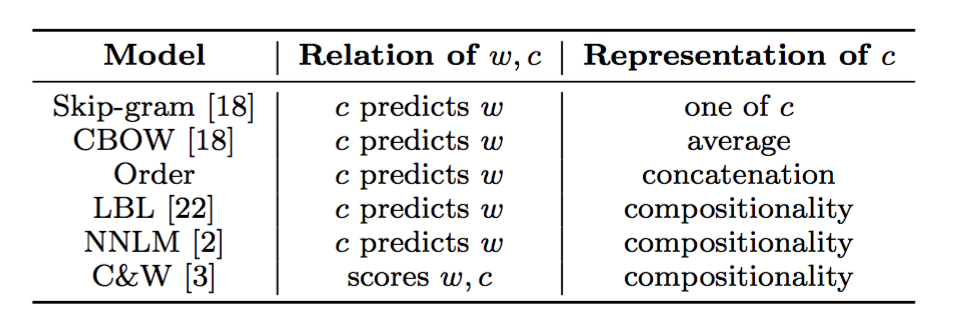 Model Relation of w, c Representation of c
Skip-gram [18] c predicts w one of c
CBOW [18] c predicts w average
Order c predicts w concatenation
LBL [22] c predicts w compositionality
NNLM [2] c predicts w compositionality
C&W [3] scores w, c compositionality